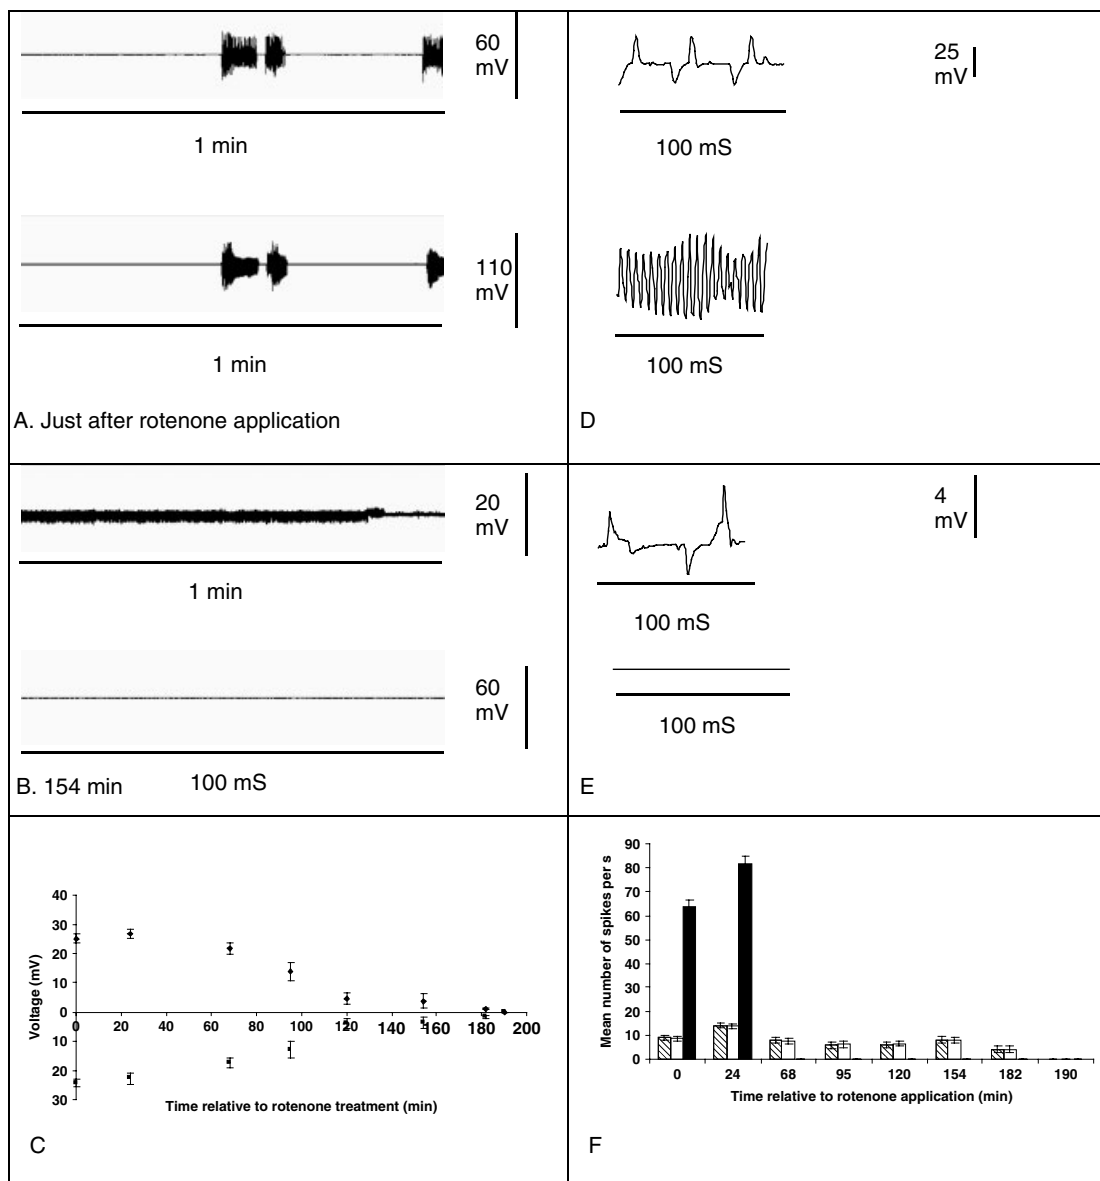 60
mV
1 min
110
mV
1 min
A. Just after rotenone application
25
mV
100 mS
100 mS
D
20
mV
1 min
60
mV
B. 154 min 100 mS
4
mV
100 mS
100 mS
E
40
30
20
10
0
10
20
30
Voltage (mV)
0 20 40 60 80 100 120 140 160 180 200
Time relative to rotenone treatment (min)
C
90
80
70
60
50
40
30
20
10
0
Mean number of spikes per s
0 24 68 95 120 154 182 190
Time relative to rotenone application (min)
F